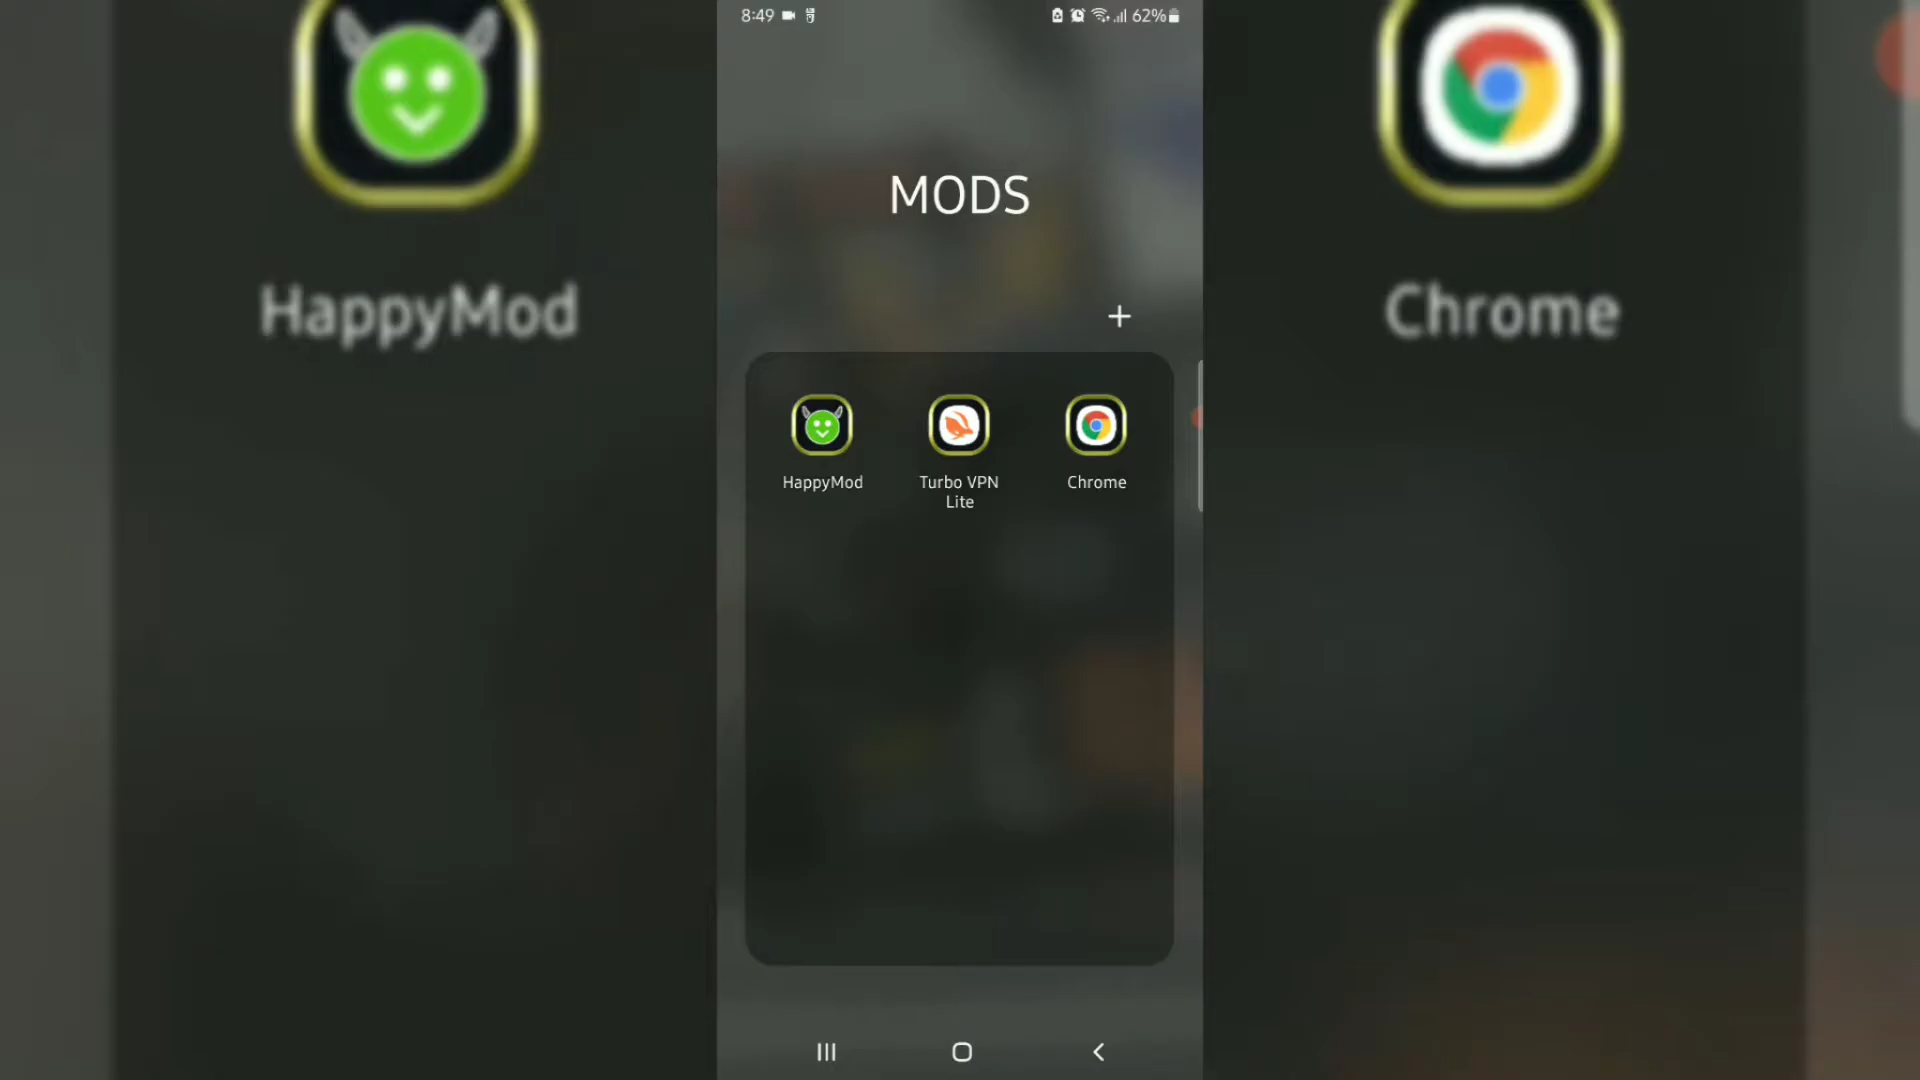 8:49
62%
MODS
HappyMod
Turbo VPN
Lite
Chrome
HappyMod
Chrome